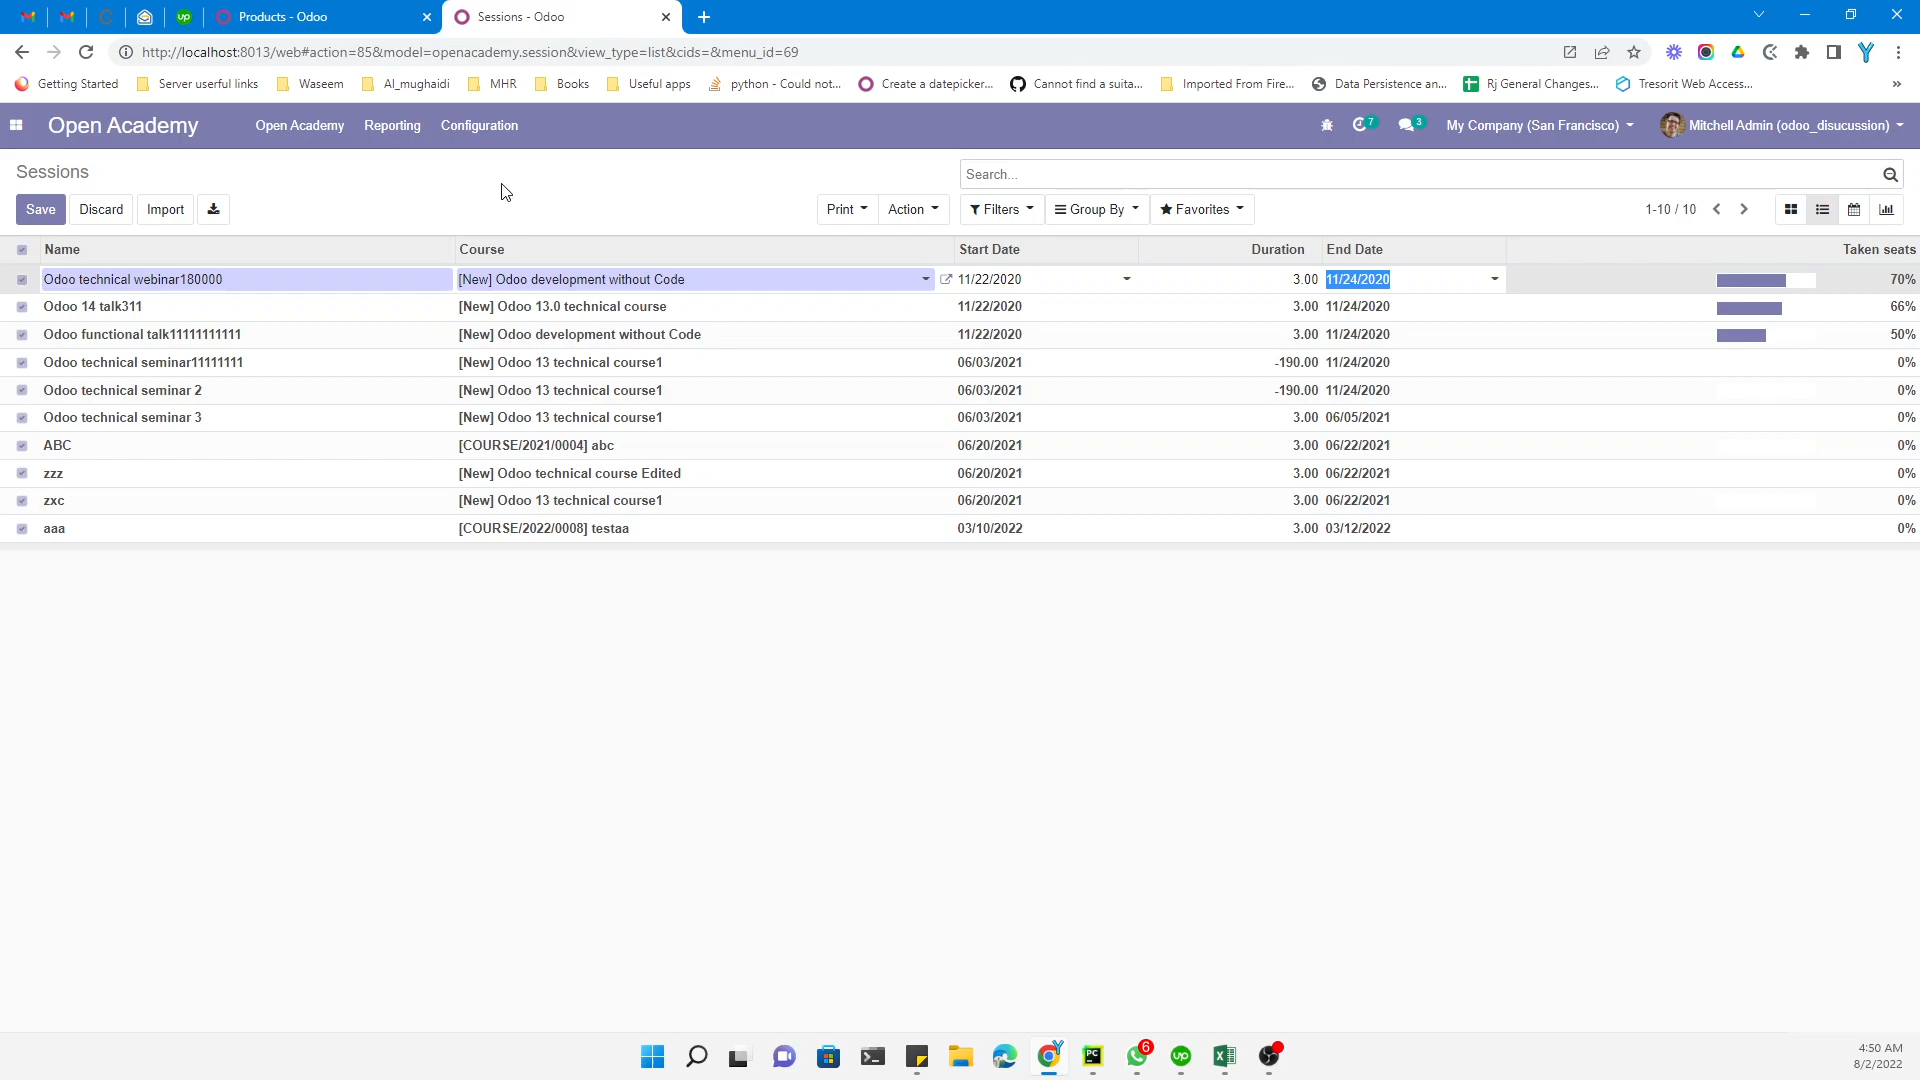 Products - Odoo
Sessions - Odoo
http://localhost:8013/web#action=85&model=openacademy.session&view_type=list&cids=&menu_id=69
Getting Started Server useful links Waseem Al_mughaidi MHR Books Useful apps python - Could not... Create a datepicker... Cannot find a suita... Imported From Fire... Data Persistence an... Rj General Changes... Tresorit Web Access... »
Open Academy Open Academy Reporting Configuration 7 3 My Company (San Francisco) Mitchell Admin (odoo_disucussion)
Sessions
Search...
Save Discard Import Print Action Filters Group By Favorites 1-10 / 10
Name Course Start Date Duration End Date Taken seats
Odoo technical webinar180000 [New] Odoo development without Code 11/22/2020 3.00 11/24/2020 70%
Odoo 14 talk311 [New] Odoo 13.0 technical course 11/22/2020 3.00 11/24/2020 66%
Odoo functional talk11111111111 [New] Odoo development without Code 11/22/2020 3.00 11/24/2020 50%
Odoo technical seminar11111111 [New] Odoo 13 technical course1 06/03/2021 -190.00 11/24/2020 0%
Odoo technical seminar 2 [New] Odoo 13 technical course1 06/03/2021 -190.00 11/24/2020 0%
Odoo technical seminar 3 [New] Odoo 13 technical course1 06/03/2021 3.00 06/05/2021 0%
ABC [COURSE/2021/0004] abc 06/20/2021 3.00 06/22/2021 0%
zzz [New] Odoo technical course Edited 06/20/2021 3.00 06/22/2021 0%
zxc [New] Odoo 13 technical course1 06/20/2021 3.00 06/22/2021 0%
aaa [COURSE/2022/0008] testaa 03/10/2022 3.00 03/12/2022 0%
PC 6 up
4:50 AM
8/2/2022